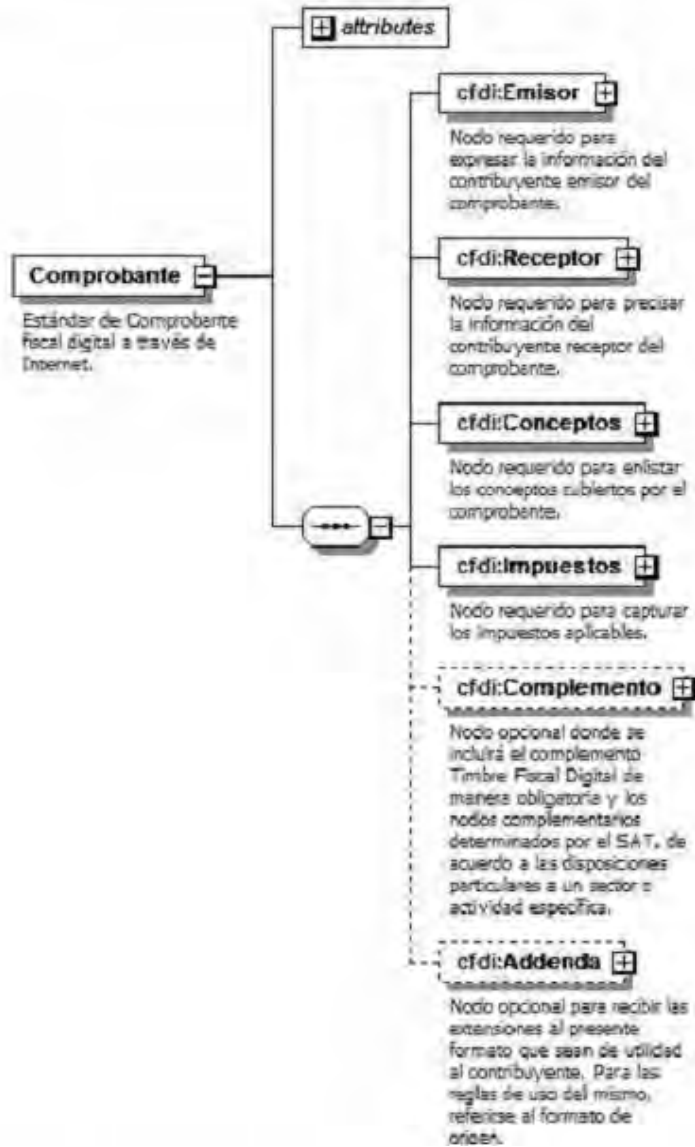 attributes
cfdi:Emisor
Nodo requerido para
expresar la información del
contribuyente emisor del
comprobante.
Comprobante
Estándar de Comprobante
fiscal digital a través de
Internet.
cfdi:Receptor
Nodo requerido para precisar
la información del
contribuyente receptor del
comprobante.
cfdi:Conceptos
Nodo requerido para enlistar
los conceptos cubiertos por el
comprobante.
cfdi:Impuestos
Nodo requerido para capturar
los impuestos aplicables.
cfdi:Complemento
Nodo opcional donde se
incluirá el complemento
Timbre Fiscal Digital de
manera obligatoria y los
nodos complementarios
determinados por el SAT, de
acuerdo a las disposiciones
particulares a un sector o
actividad específica.
cfdi:Addenda
Nodo opcional para recibir las
extensiones al presente
formato que sean de utilidad
al contribuyente. Para las
reglas de uso del mismo,
referirse al formato de
origen.